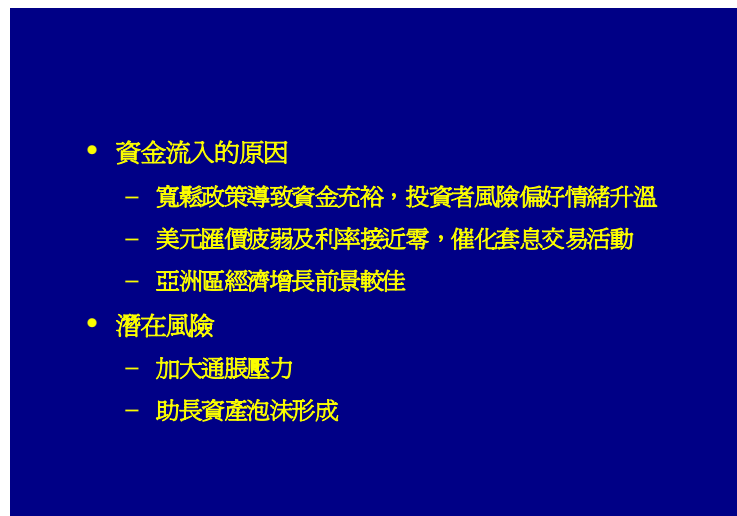 • 資金流入的原因
– 寬鬆政策導致資金充裕，投資者風險偏好情緒升溫
– 美元匯價疲弱及利率接近零，催化套息交易活動
– 亞洲區經濟增長前景較佳
• 潛在風險
– 加大通脹壓力
– 助長資產泡沫形成